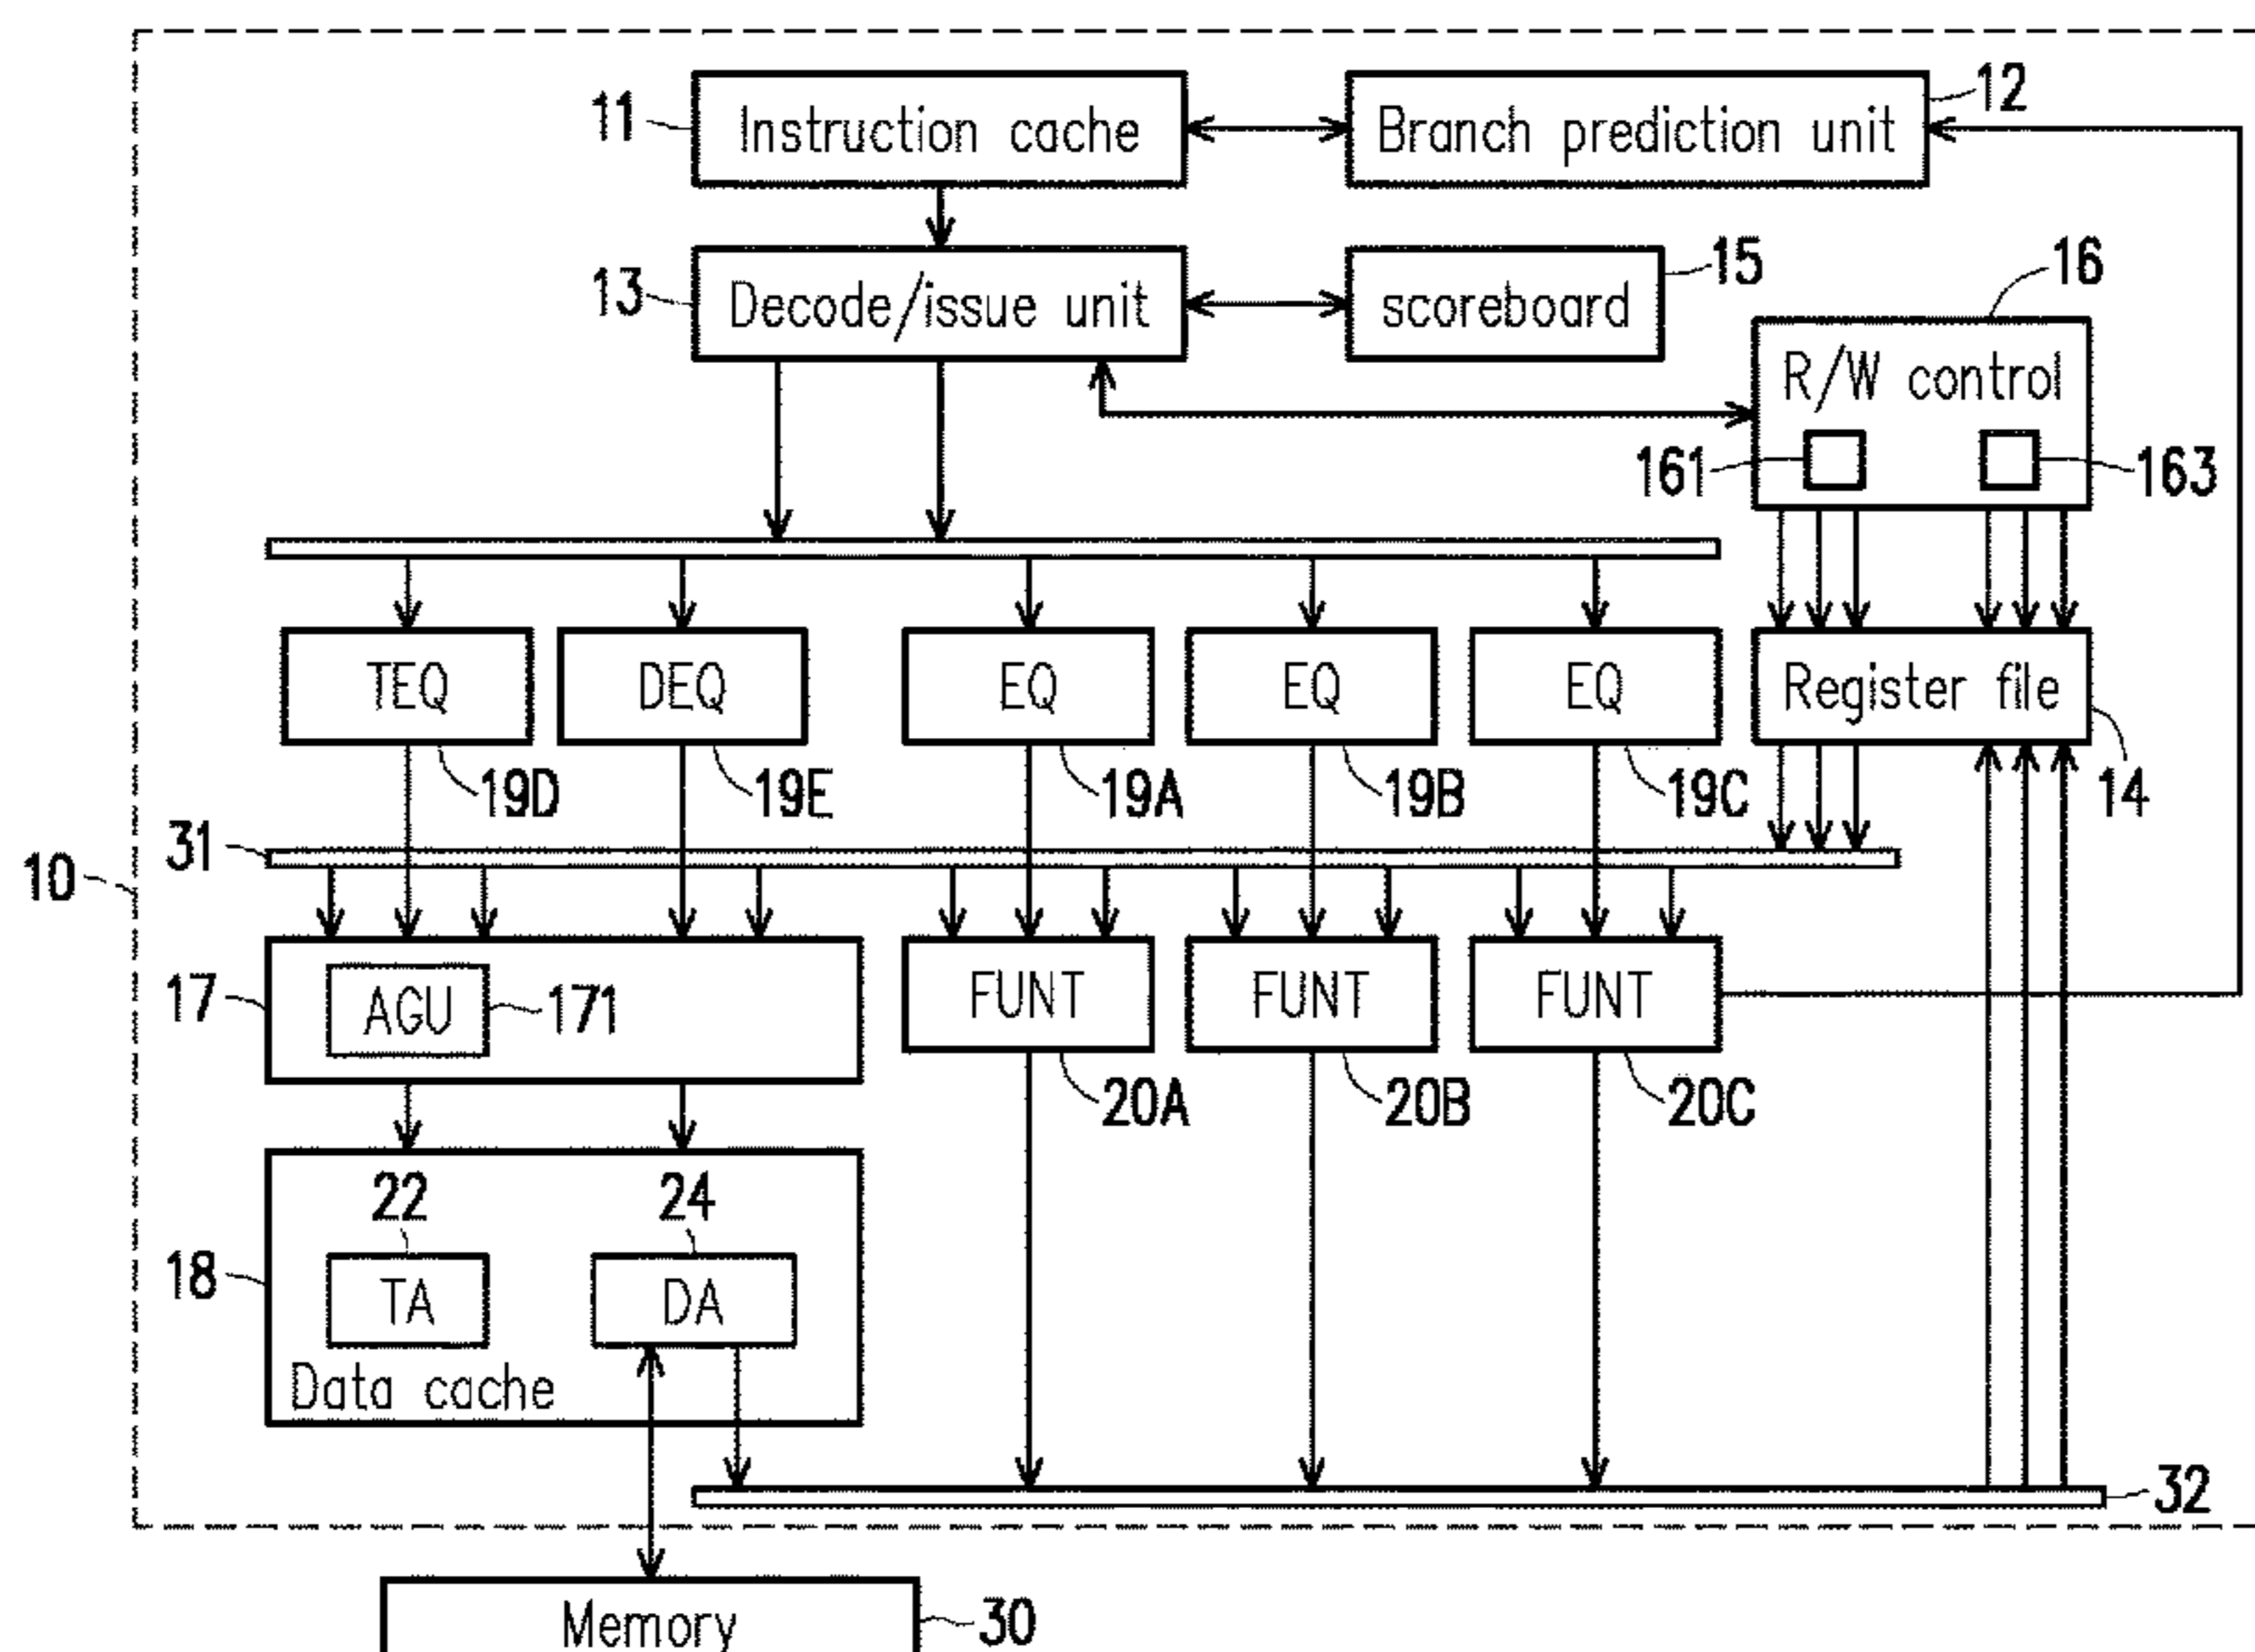 11
Instruction cache
Branch prediction unit
12
13
Decode/issue unit
scoreboard
15
16
R/W control
161
163
TEQ
DEQ
EQ
EQ
EQ
Register file
19D
19E
19A
19B
19C
14
31
10
17
AGU
171
FUNT
FUNT
FUNT
20A
20B
20C
22
24
18
TA
DA
Data cache
32
Memory
30